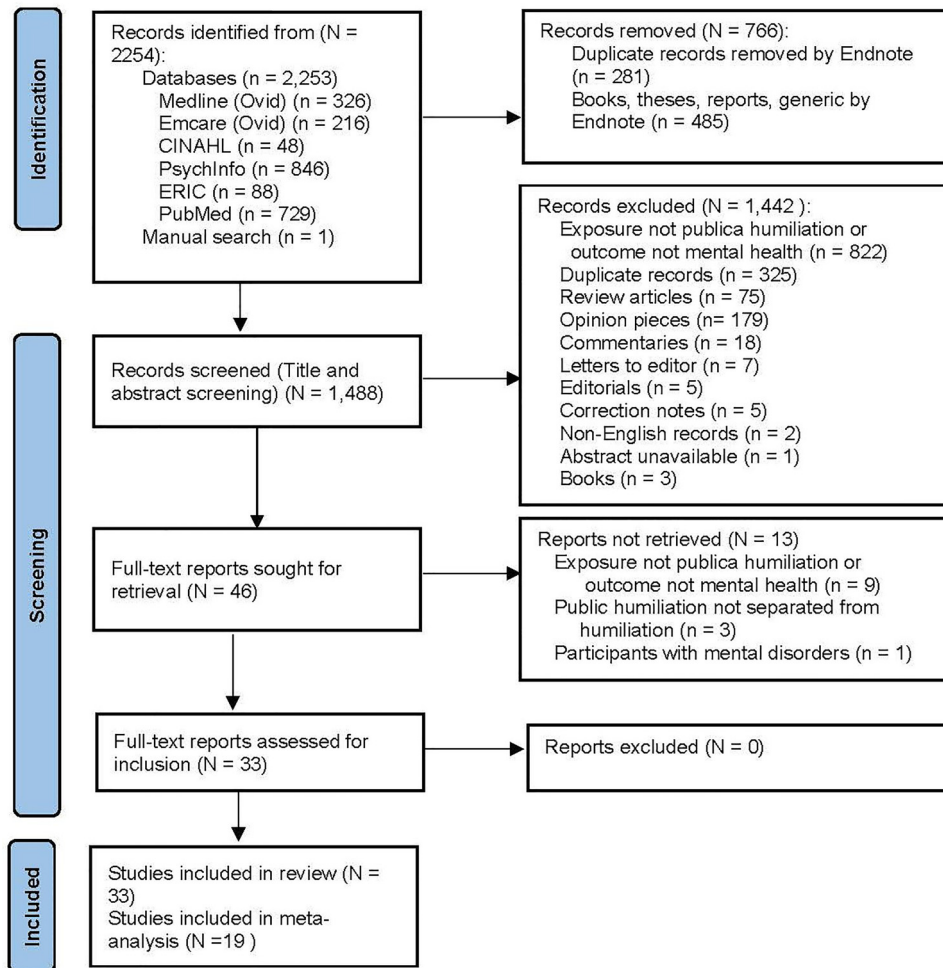 Identification
Records identified from (N =
2254):
Databases (n = 2,253)
Medline (Ovid) (n = 326)
Emcare (Ovid) (n = 216)
CINAHL (n = 48)
PsychInfo (n = 846)
ERIC (n = 88)
PubMed (n = 729)
Manual search (n = 1)
Records removed (N = 766):
Duplicate records removed by Endnote
(n = 281)
Books, theses, reports, generic by
Endnote (n = 485)
Screening
Records screened (Title and
abstract screening) (N = 1,488)
Records excluded (N = 1,442 ):
Exposure not publica humiliation or
outcome not mental health (n = 822)
Duplicate records (n = 325)
Review articles (n = 75)
Opinion pieces (n= 179)
Commentaries (n = 18)
Letters to editor (n = 7)
Editorials (n = 5)
Correction notes (n = 5)
Non-English records (n = 2)
Abstract unavailable (n = 1)
Books (n = 3)
Full-text reports sought for
retrieval (N = 46)
Reports not retrieved (N = 13)
Exposure not publica humiliation or
outcome not mental health (n = 9)
Public humiliation not separated from
humiliation (n = 3)
Participants with mental disorders (n = 1)
Full-text reports assessed for
inclusion (N = 33)
Reports excluded (N = 0)
Included
Studies included in review (N =
33)
Studies included in meta-
analysis (N =19 )